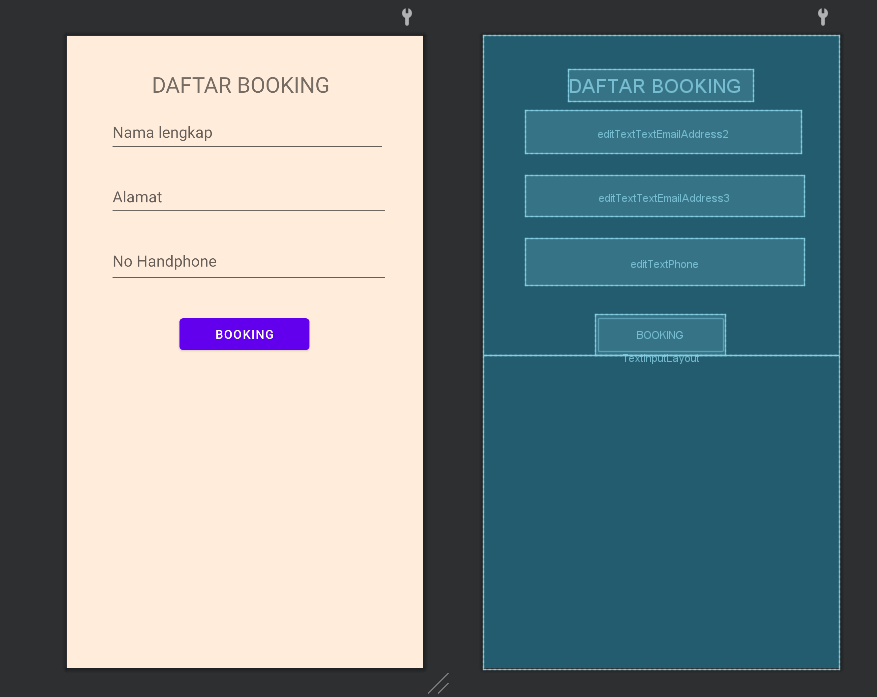 DAFTAR BOOKING
Nama lengkap
Alamat
No Handphone
BOOKING
DAFTAR BOOKING
editTextTextEmailAddress2
editTextTextEmailAddress3
editTextPhone
BOOKING
TextInputLayout